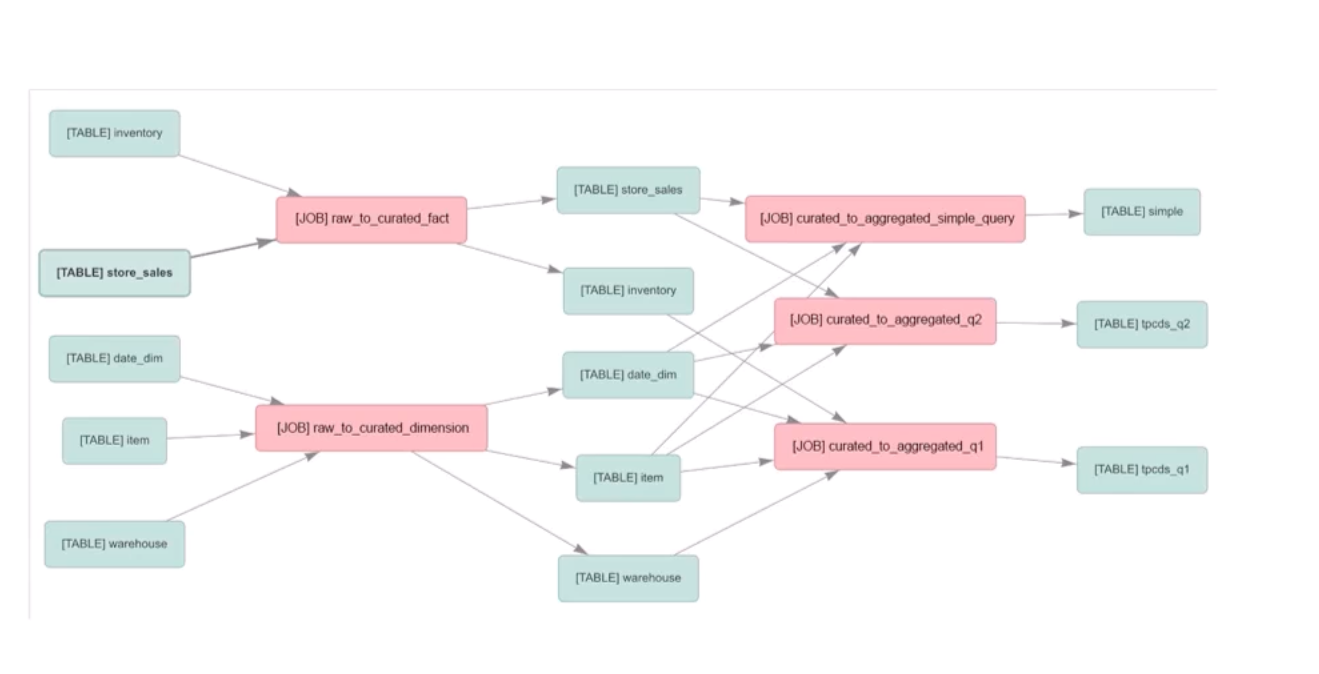 [TABLE] inventory
[TABLE] store_sales
[TABLE] date_dim
[TABLE] item
[TABLE] warehouse
[JOB] raw_to_curated_fact
[JOB] raw_to_curated_dimension
[TABLE] store_sales
[TABLE] inventory
[TABLE] date_dim
[TABLE] item
[TABLE] warehouse
[JOB] curated_to_aggregated_simple_query
[JOB] curated_to_aggregated_q2
[JOB] curated_to_aggregated_q1
[TABLE] simple
[TABLE] tpcds_q2
[TABLE] tpcds_q1